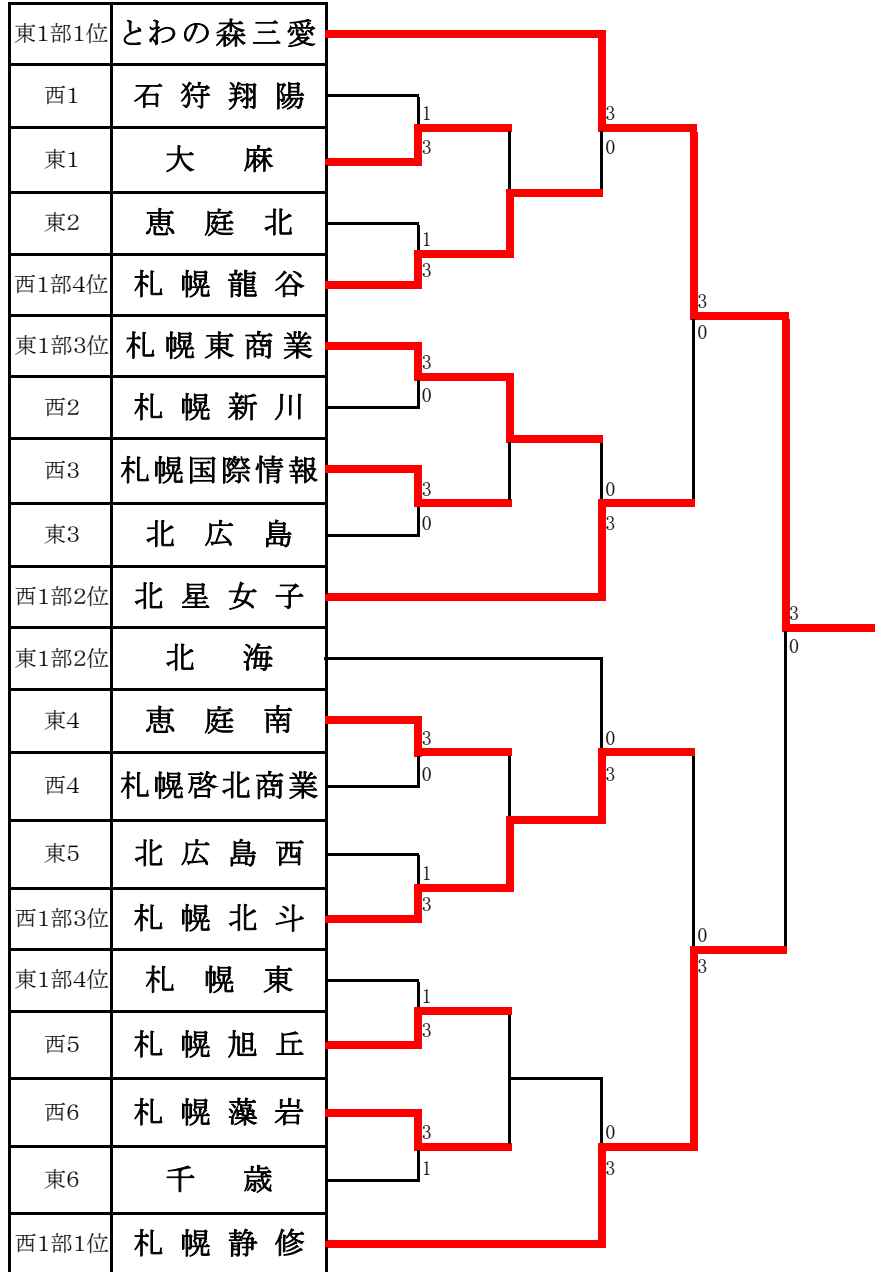 東1部1位 とわの森三愛
西1 石狩翔陽
東1 大麻
東2 恵庭北
西1部4位 札幌龍谷
東1部3位 札幌東商業
西2 札幌新川
西3 札幌国際情報
東3 北広島
西1部2位 北星女子
東1部2位 北海
東4 恵庭南
西4 札幌啓北商業
東5 北広島西
西1部3位 札幌北斗
東1部4位 札幌東
西5 札幌旭丘
西6 札幌藻岩
東6 千歳
西1部1位 札幌静修
1
3
1
3
3
0
3
0
3
0
1
3
1
3
3
1
3
0
0
3
0
3
0
3
3
0
0
3
3
0